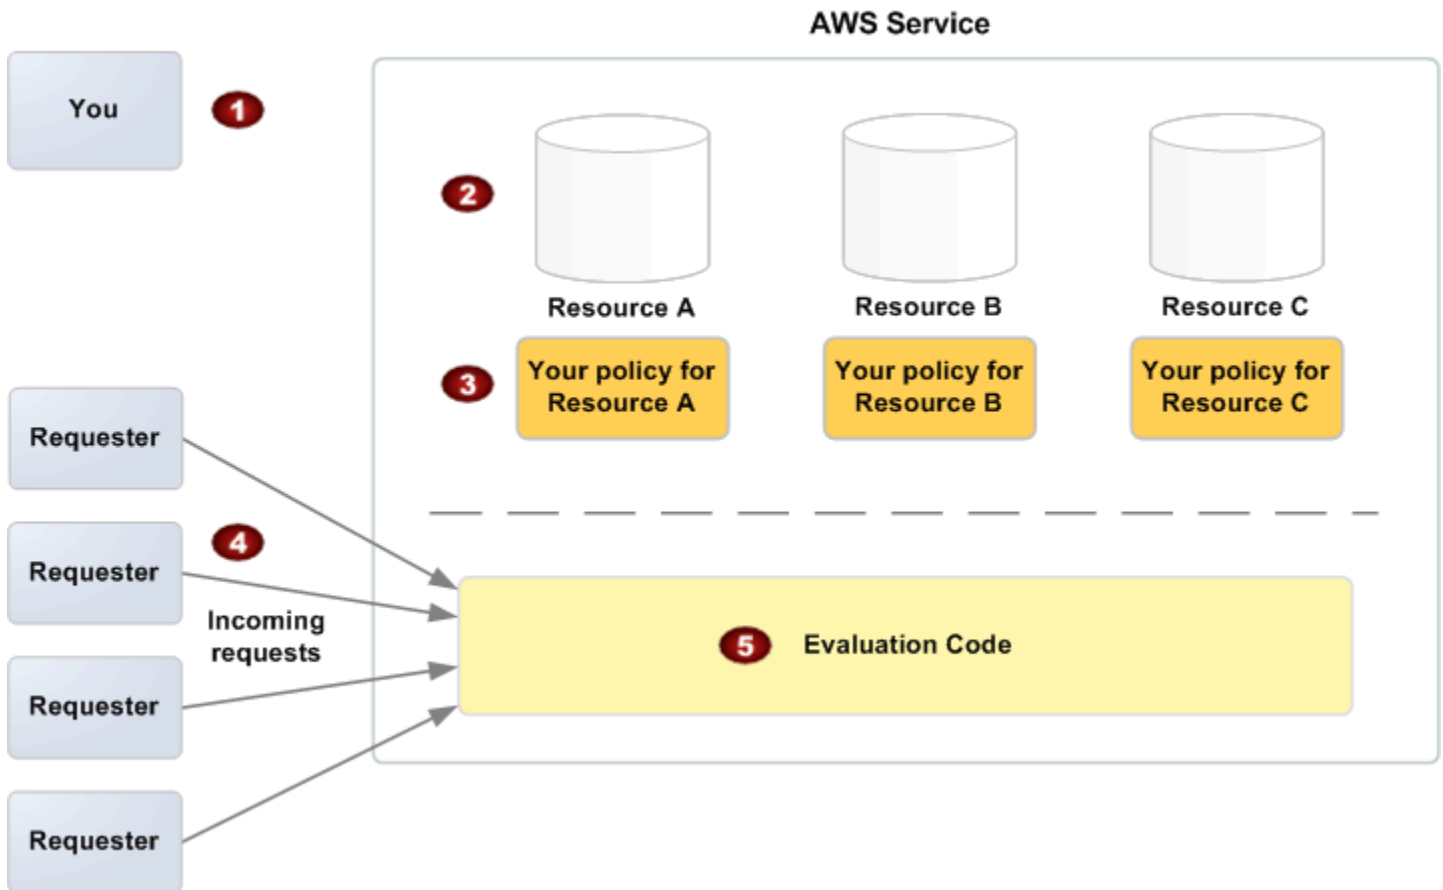 AWS Service
You
1
2
Resource A
Resource B
Resource C
3
Your policy for
Resource A
Your policy for
Resource B
Your policy for
Resource C
Requester
4
Requester
Incoming
requests
5
Evaluation Code
Requester
Requester